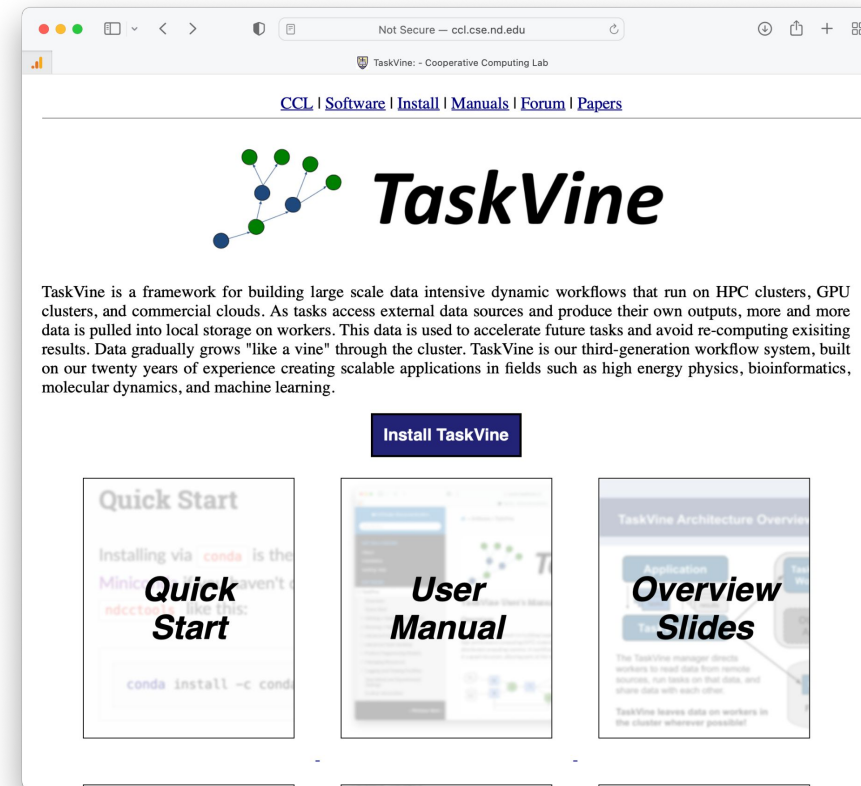 Not Secure — ccl.cse.nd.edu
TaskVine: - Cooperative Computing Lab
CCL | Software | Install | Manuals | Forum | Papers
TaskVine
TaskVine is a framework for building large scale data intensive dynamic workflows that run on HPC clusters, GPU
clusters, and commercial clouds. As tasks access external data sources and produce their own outputs, more and more
data is pulled into local storage on workers. This data is used to accelerate future tasks and avoid re-computing exisiting
results. Data gradually grows "like a vine" through the cluster. TaskVine is our third-generation workflow system, built
on our twenty years of experience creating scalable applications in fields such as high energy physics, bioinformatics,
molecular dynamics, and machine learning.
Install TaskVine
Quick Start
Installing via conda is the
ndcctools like this:
conda install -c conda
Quick
Start
User
Manual
TaskVine Architecture Overview
Application
The TaskVine manager directs
workers to read data from remote
sources, run tasks on that data, and
share data with each other.
TaskVine leaves data on workers in
the cluster wherever possible!
Overview
Slides